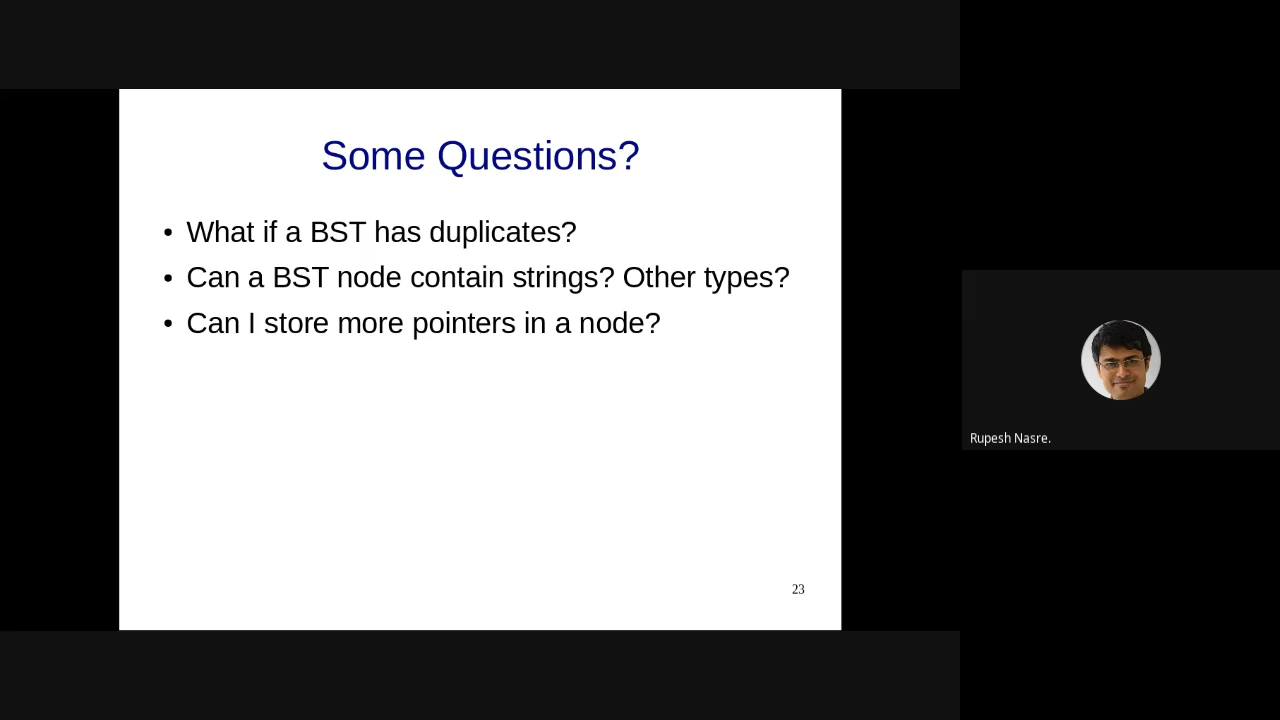 Some Questions?
• What if a BST has duplicates?
• Can a BST node contain strings? Other types?
• Can I store more pointers in a node?
23
Rupesh Nasre.